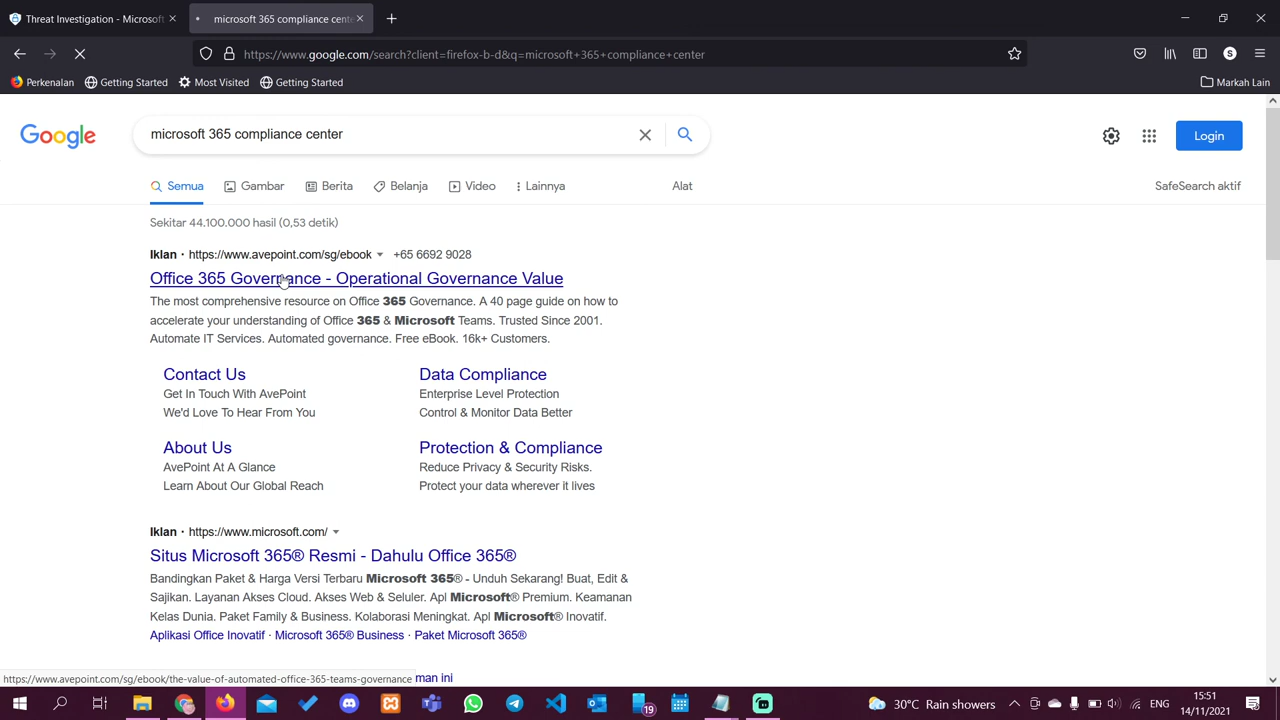 Threat Investigation - Microsoft
microsoft 365 compliance cente
https://www.google.com/search?client=firefox-b-d&q=microsoft+365+compliance+center
Perkenalan
Getting Started
Most Visited
Getting Started
Markah Lain
Google
microsoft 365 compliance center
Login
Semua
Gambar
Berita
Belanja
Video
Lainnya
Alat
SafeSearch aktif
Sekitar 44.100.000 hasil (0,53 detik)
Iklan · https://www.avepoint.com/sg/ebook +65 6692 9028
Office 365 Governance - Operational Governance Value
The most comprehensive resource on Office 365 Governance. A 40 page guide on how to
accelerate your understanding of Office 365 & Microsoft Teams. Trusted Since 2001.
Automate IT Services. Automated governance. Free eBook. 16k+ Customers.
Contact Us
Get In Touch With AvePoint
We'd Love To Hear From You
Data Compliance
Enterprise Level Protection
Control & Monitor Data Better
About Us
AvePoint At A Glance
Learn About Our Global Reach
Protection & Compliance
Reduce Privacy & Security Risks.
Protect your data wherever it lives
Iklan · https://www.microsoft.com/
Situs Microsoft 365® Resmi - Dahulu Office 365®
Bandingkan Paket & Harga Versi Terbaru Microsoft 365® - Unduh Sekarang! Buat, Edit &
Sajikan. Layanan Akses Cloud. Akses Web & Seluler. Apl Microsoft® Premium. Keamanan
Kelas Dunia. Paket Family & Business. Kolaborasi Meningkat. Apl Microsoft® Inovatif.
Aplikasi Office Inovatif · Microsoft 365® Business · Paket Microsoft 365®
https://www.avepoint.com/sg/ebook/the-value-of-automated-office-365-teams-governance
man ini
19
30°C Rain showers
ENG
15:51
14/11/2021